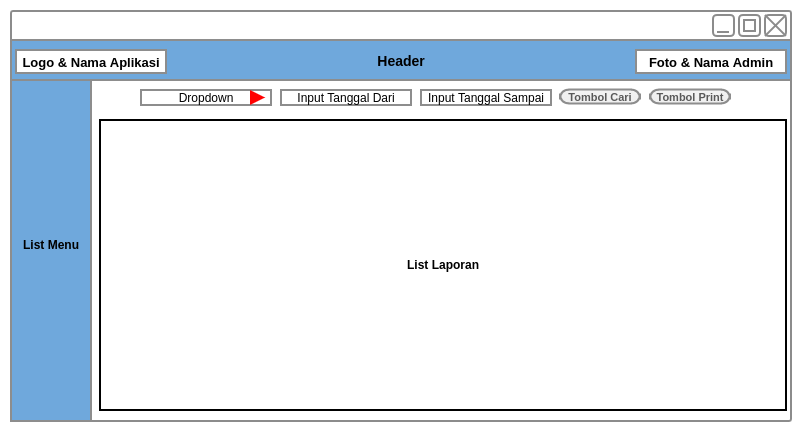 Logo & Nama Aplikasi
Header
Foto & Nama Admin
Dropdown
Input Tanggal Dari
Input Tanggal Sampai
Tombol Cari
Tombol Print
List Menu
List Laporan